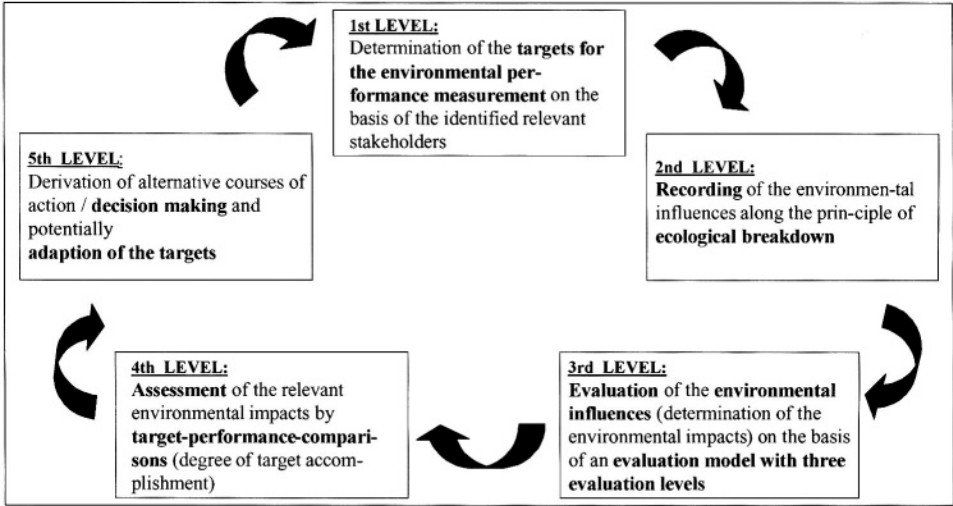 1st LEVEL:
Determination of the targets for
the environmental per-
formance measurement on the
basis of the identified relevant
stakeholders
2nd LEVEL:
Recording of the environmen-tal
influences along the prin-ciple of
ecological breakdown
3rd LEVEL:
Evaluation of the environmental
influences (determination of the
environmental impacts) on the basis
of an evaluation model with three
evaluation levels
4th LEVEL:
Assessment of the relevant
environmental impacts by
target-performance-compari-
sons (degree of target accom-
plishment)
5th LEVEL:
Derivation of alternative courses of
action / decision making and
potentially
adaption of the targets